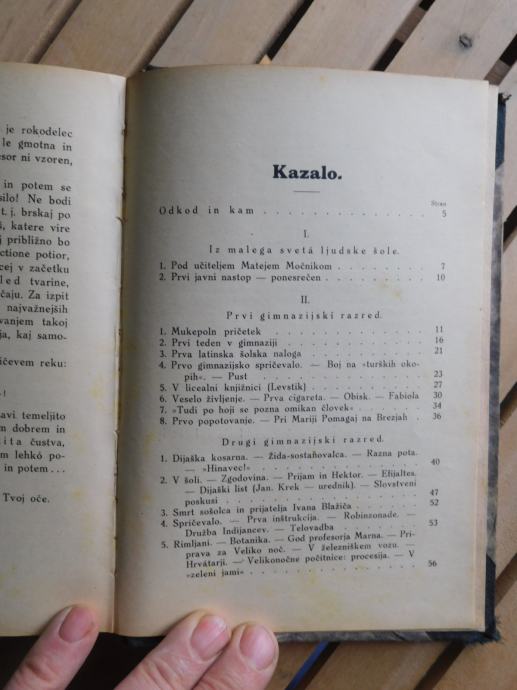 je rokodelec
le gmotna in
sor ni vzoren,
in potem se
silo! Ne bodi
t. j. brskaj po
š, katere vire
j približno bo
ctione potior,
cej v začetku
led tvarine,
čaju. Za izpit
najvažnejših
vanjem takoj
a, kaj samo-
ičevem reku:
!
avi temeljito
dobrem in
ita čustva,
m lehkó po-
in potem ...
Tvoj oče.
Kazalo.
Stran
Odkod in kam . . . . . . . . . . . . 5
I.
Iz malega svetá ljudske šole.
1. Pod učiteljem Matejem Močnikom . . . . . . . 7
2. Prvi javni nastop — ponesrečen . . . . . . . 10
II.
Prvi gimnazijski razred.
1. Mukepoln pričetek . . . . . . . . . . . 11
2. Prvi teden v gimnaziji . . . . . . . . . . 16
3. Prva latinska šolska naloga . . . . . . . . . 21
4. Prvo gimnazijsko spričevalo. — Boj na »turških oko-
pih«. — Pust . . . . . . . . . . . . 23
5. V licealni knjižnici (Levstik) . . . . . . . . 27
6. Veselo življenje. — Prva cigareta. — Obisk. — Fabiola 30
7. »Tudi po hoji se pozna omikan človek« . . . . . 34
8. Prvo popotovanje. — Pri Mariji Pomagaj na Brezjah . 36
Drugi gimnazijski razred.
1. Dijaška kosarna. — Žida-sostaňovalca. — Razna pota.
— »Hinavec!« . . . . . . . . . . . . 40
2. V šoli. — Zgodovina. — Prijam in Hektor. — Efijaltes.
— Dijaški list (Jan. Krek — urednik). — Slovstveni
poskusi . . . . . . . . . . . . . 47
3. Smrt sošolca in prijatelja Ivana Blažiča . . . . . 52
4. Spričevalo. — Prva inštrukcija. — Robinzonade. —
Družba Indijancev. — Telovadba . . . . . . 53
5. Rimljani. — Botanika. — God profesorja Marna. — Pri-
prava za Veliko noč. — V železniškem vozu. —
Hrvátarji. — Velikonočne počitnice: procesija. — V
»zeleni jami« . . . . . . . . . . . . 56